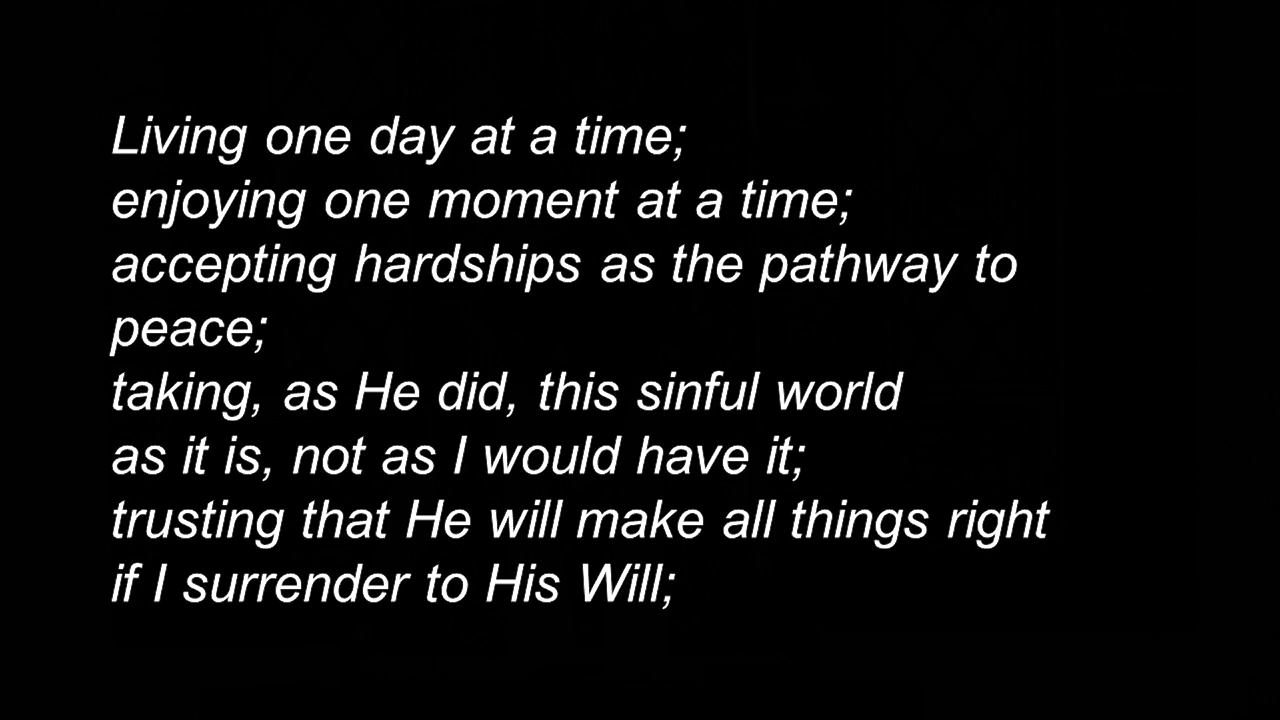 Living one day at a time;
enjoying one moment at a time;
accepting hardships as the pathway to
peace;
taking, as He did, this sinful world
as it is, not as I would have it;
trusting that He will make all things right
if I surrender to His Will;